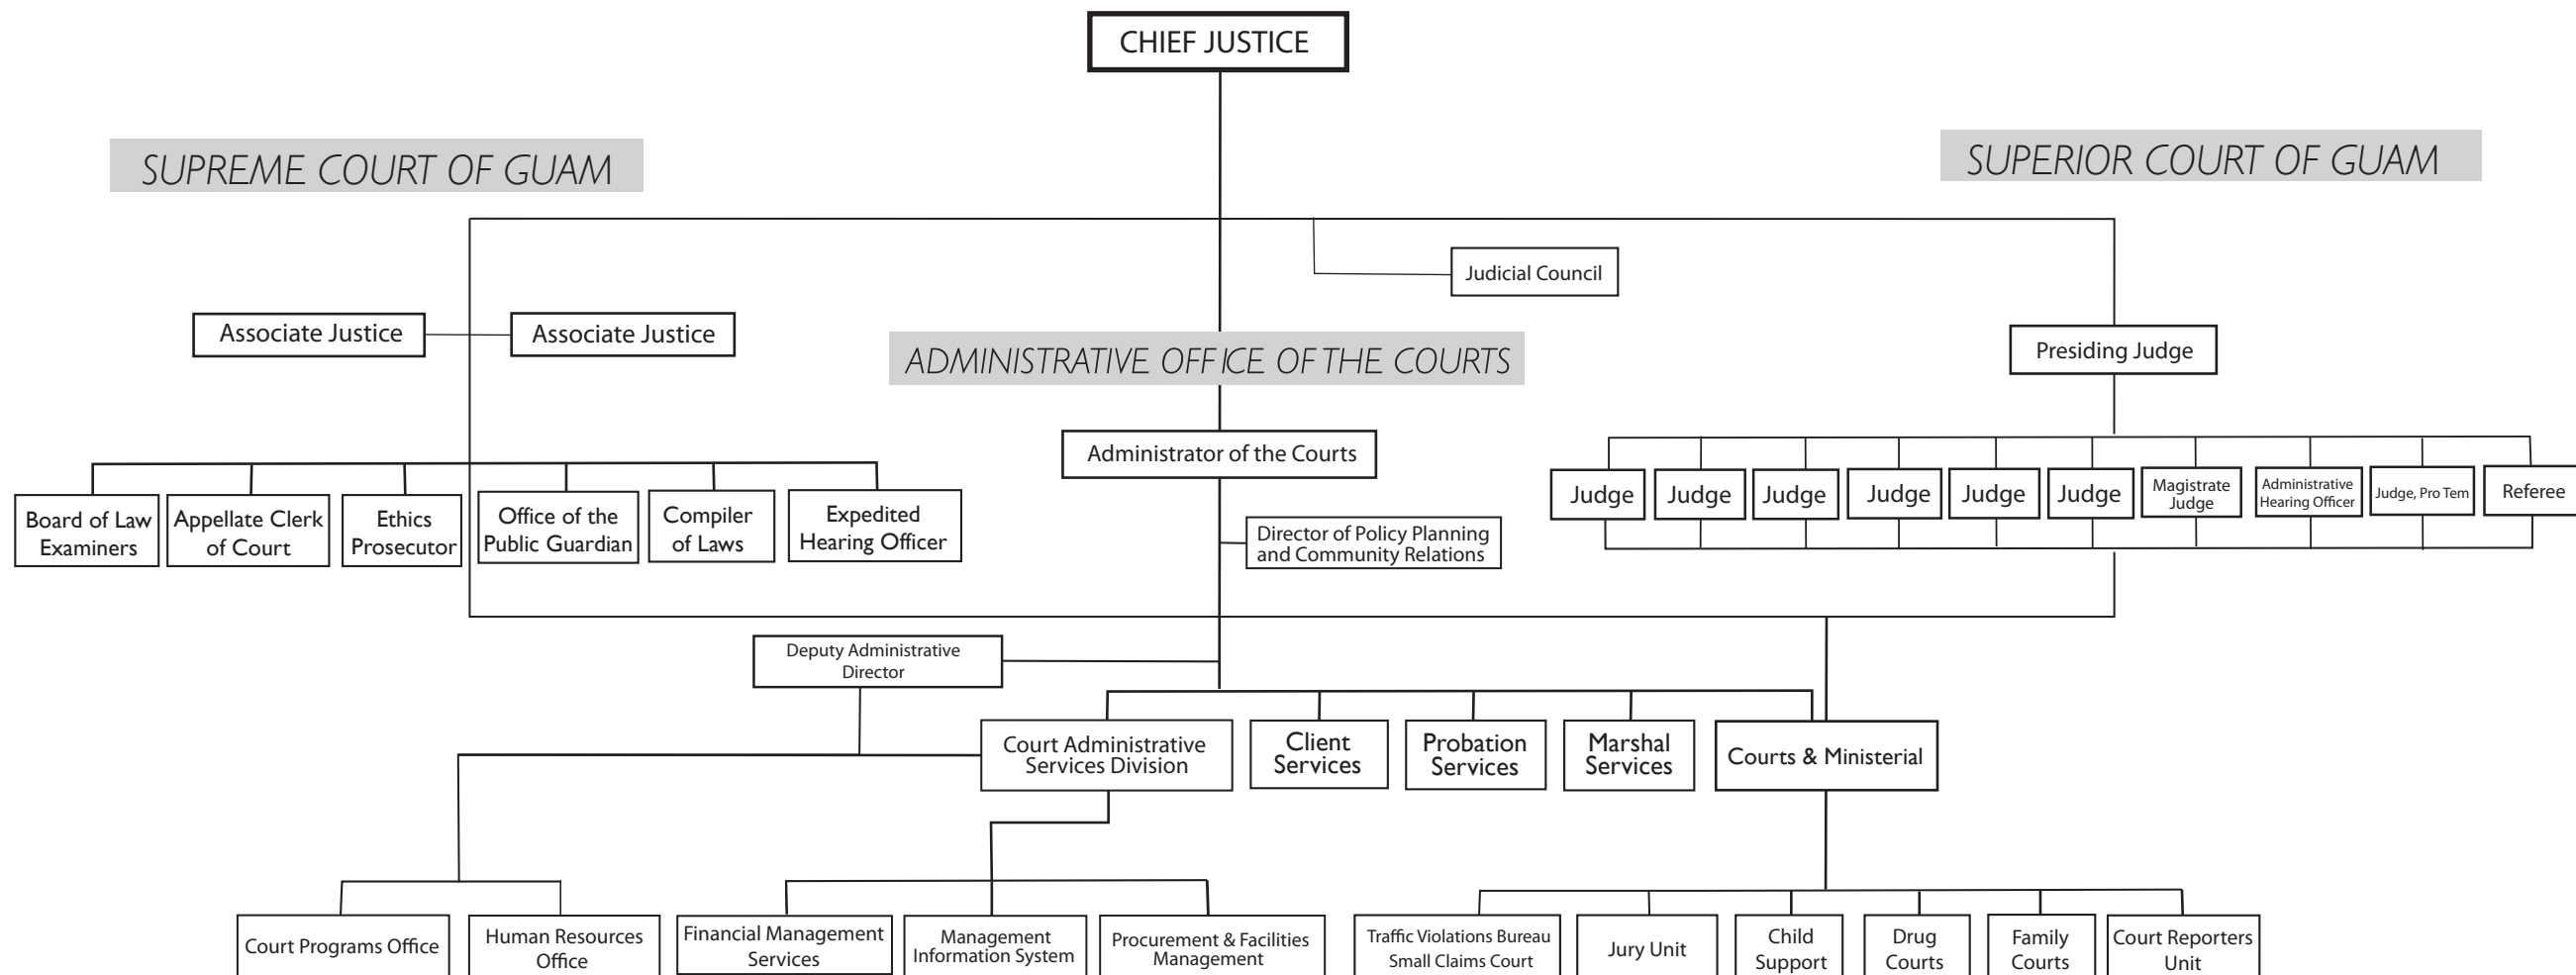 CHIEF JUSTICE
SUPREME COURT OF GUAM
SUPERIOR COURT OF GUAM
Judicial Council
Associate Justice
Associate Justice
ADMINISTRATIVE OFFICE OF THE COURTS
Presiding Judge
Administrator of the Courts
Board of Law
Examiners
Appellate Clerk
of Court
Ethics
Prosecutor
Office of the
Public Guardian
Compiler
of Laws
Expedited
Hearing Officer
Director of Policy Planning
and Community Relations
Judge
Judge
Judge
Judge
Judge
Judge
Magistrate
Judge
Administrative
Hearing Officer
Judge, Pro Tem
Referee
Deputy Administrative
Director
Court Administrative
Services Division
Client
Services
Probation
Services
Marshal
Services
Courts & Ministerial
Court Programs Office
Human Resources
Office
Financial Management
Services
Management
Information System
Procurement & Facilities
Management
Traffic Violations Bureau
Small Claims Court
Jury Unit
Child
Support
Drug
Courts
Family
Courts
Court Reporters
Unit